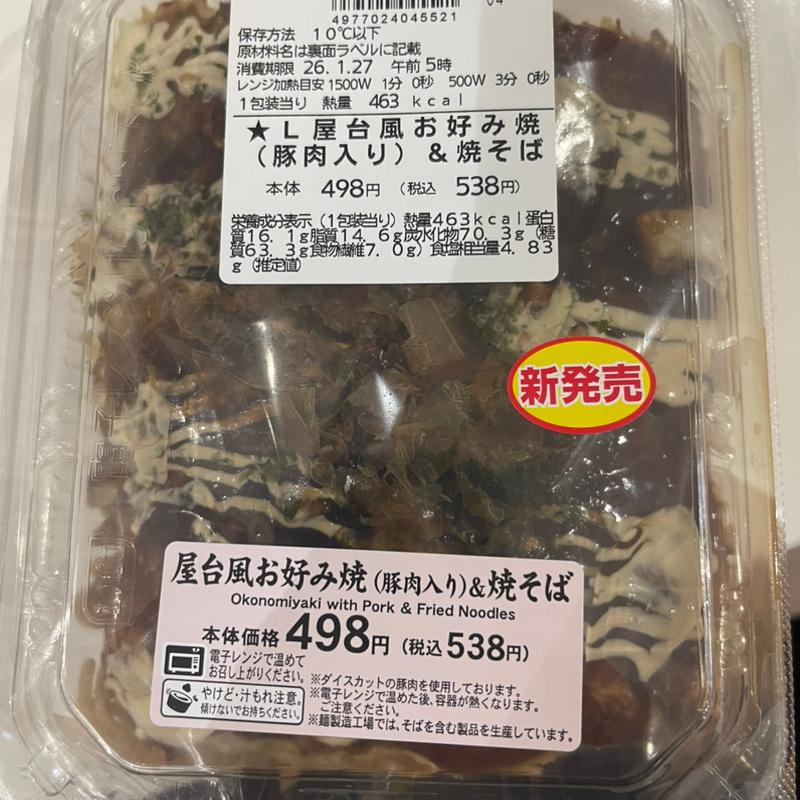 4977024045521
04
保存方法 10℃以下
原材料名は裏面ラベルに記載
消費期限 26.1.27 午前5時
レンジ加熱目安1500W 1分 0秒 500W 3分 0秒
1包装当り 熱量 463 kcal
★L屋台風お好み焼
（豚肉入り）＆焼そば
本体 498円 （税込 538円）
栄養成分表示（1包装当り）熱量463kcal蛋白
質16.1g脂質14.6g炭水化物70.3g（糖
質63.3g食物繊維7.0g）食塩相当量4.83
g（推定値）
新発売
屋台風お好み焼（豚肉入り）&焼そば
Okonomiyaki with Pork & Fried Noodles
本体価格498円（税込538円）
電子レンジで温めて
お召し上がりください。
やけど・汁もれ注意。
傾けないでお持ちください。
※ダイスカットの豚肉を使用しております。
※電子レンジで温めた後、容器が熱くなります。
ご注意ください。
※麺製造工場では、そばを含む製品を生産しています。